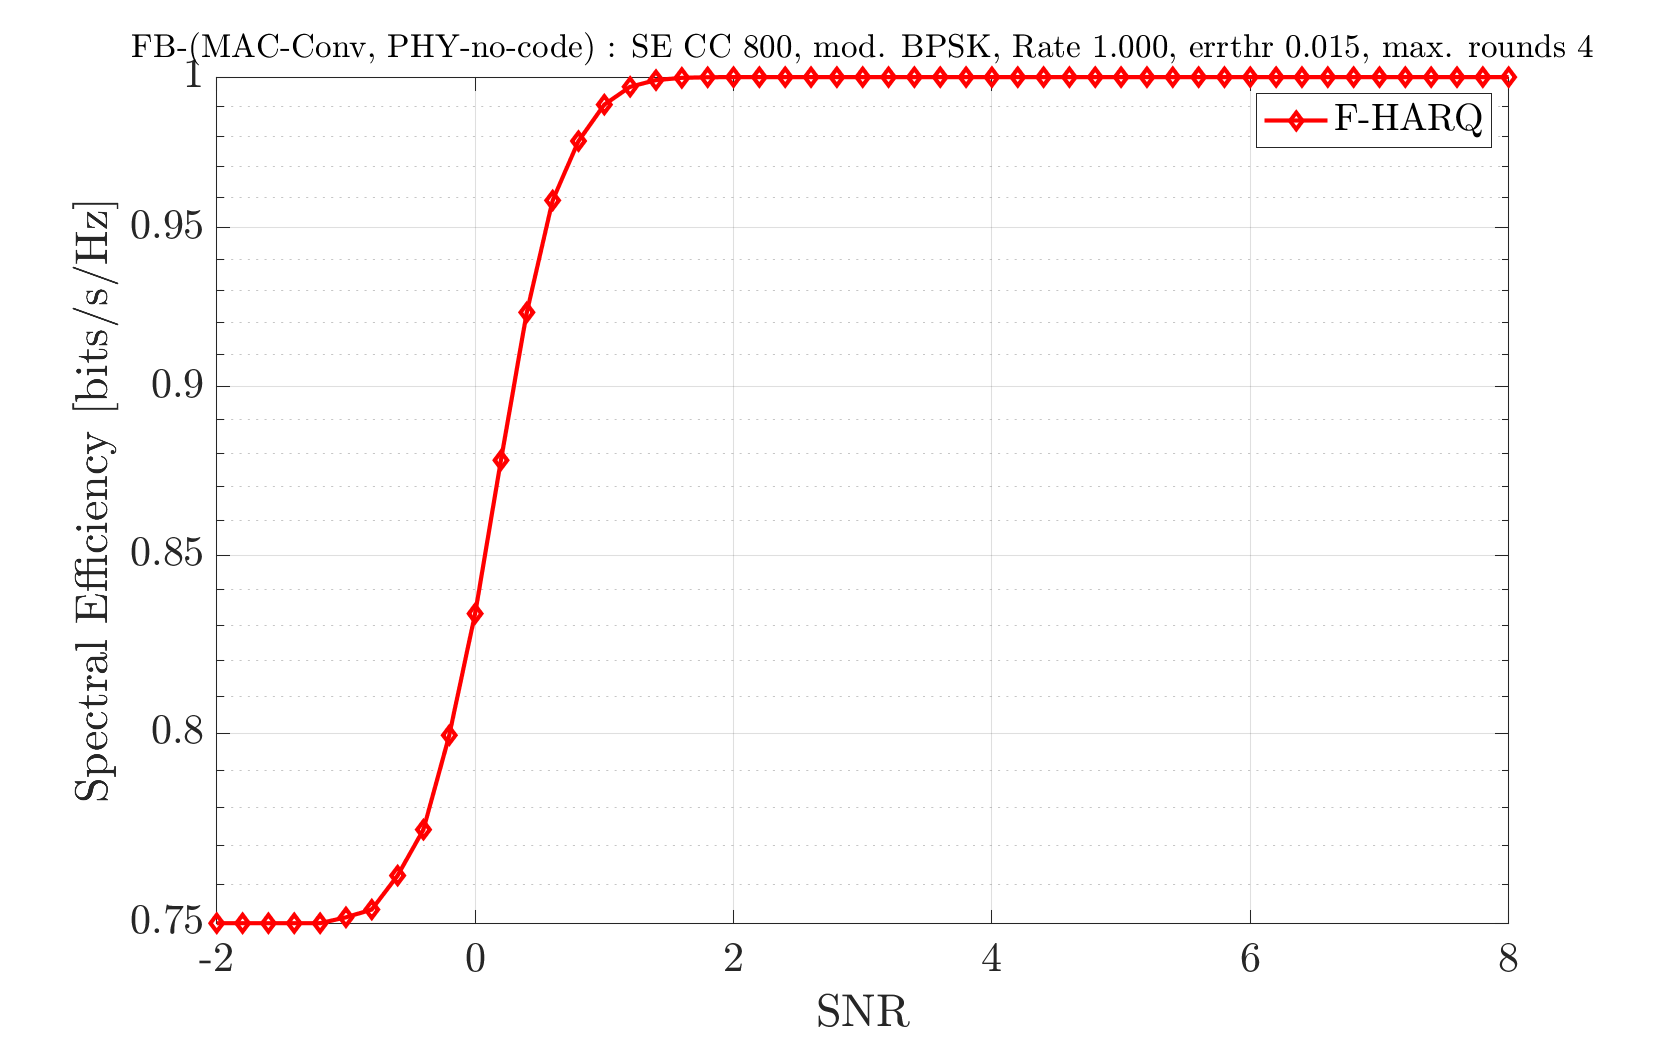 FB-(MAC-Conv, PHY-no-code) : SE CC 800, mod. BPSK, Rate 1.000, errthr 0.015, max. rounds 4
1
F-HARQ
0.95
0.9
0.85
0.8
0.75
Spectral Efficiency [bits/s/Hz]
-2 0 2 4 6 8
SNR